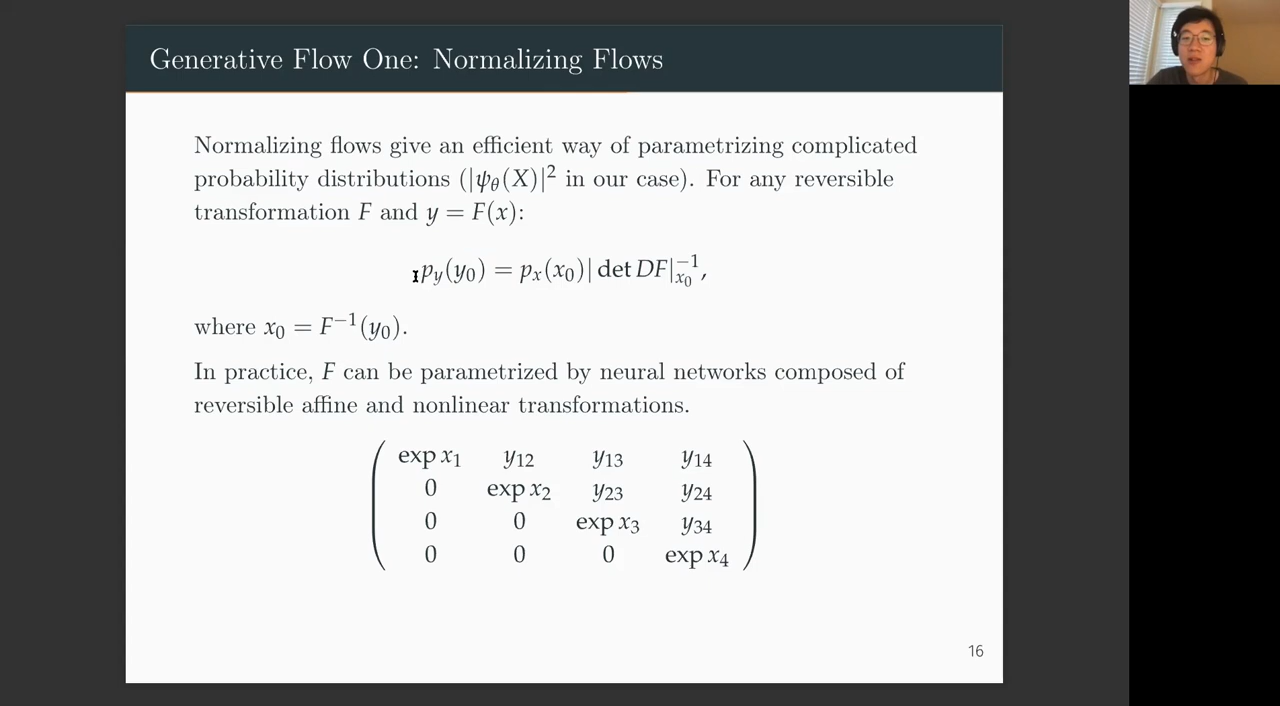 Generative Flow One: Normalizing Flows
Normalizing flows give an efficient way of parametrizing complicated
probability distributions (|ψ_θ(X)|² in our case). For any reversible
transformation F and y = F(x):
p_y(y_0) = p_x(x_0)| det DF|_{x_0}^{−1},
where x_0 = F^{−1}(y_0).
In practice, F can be parametrized by neural networks composed of
reversible affine and nonlinear transformations.
exp x_1 y_12 y_13 y_14
0 exp x_2 y_23 y_24
0 0 exp x_3 y_34
0 0 0 exp x_4
16